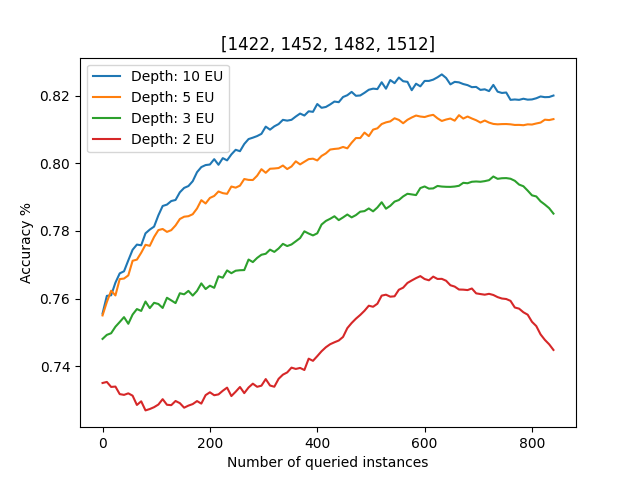 [1422, 1452, 1482, 1512]
Depth: 10 EU
Depth: 5 EU
Depth: 3 EU
Depth: 2 EU
Accuracy %
0.82
0.80
0.78
0.76
0.74
0 200 400 600 800
Number of queried instances